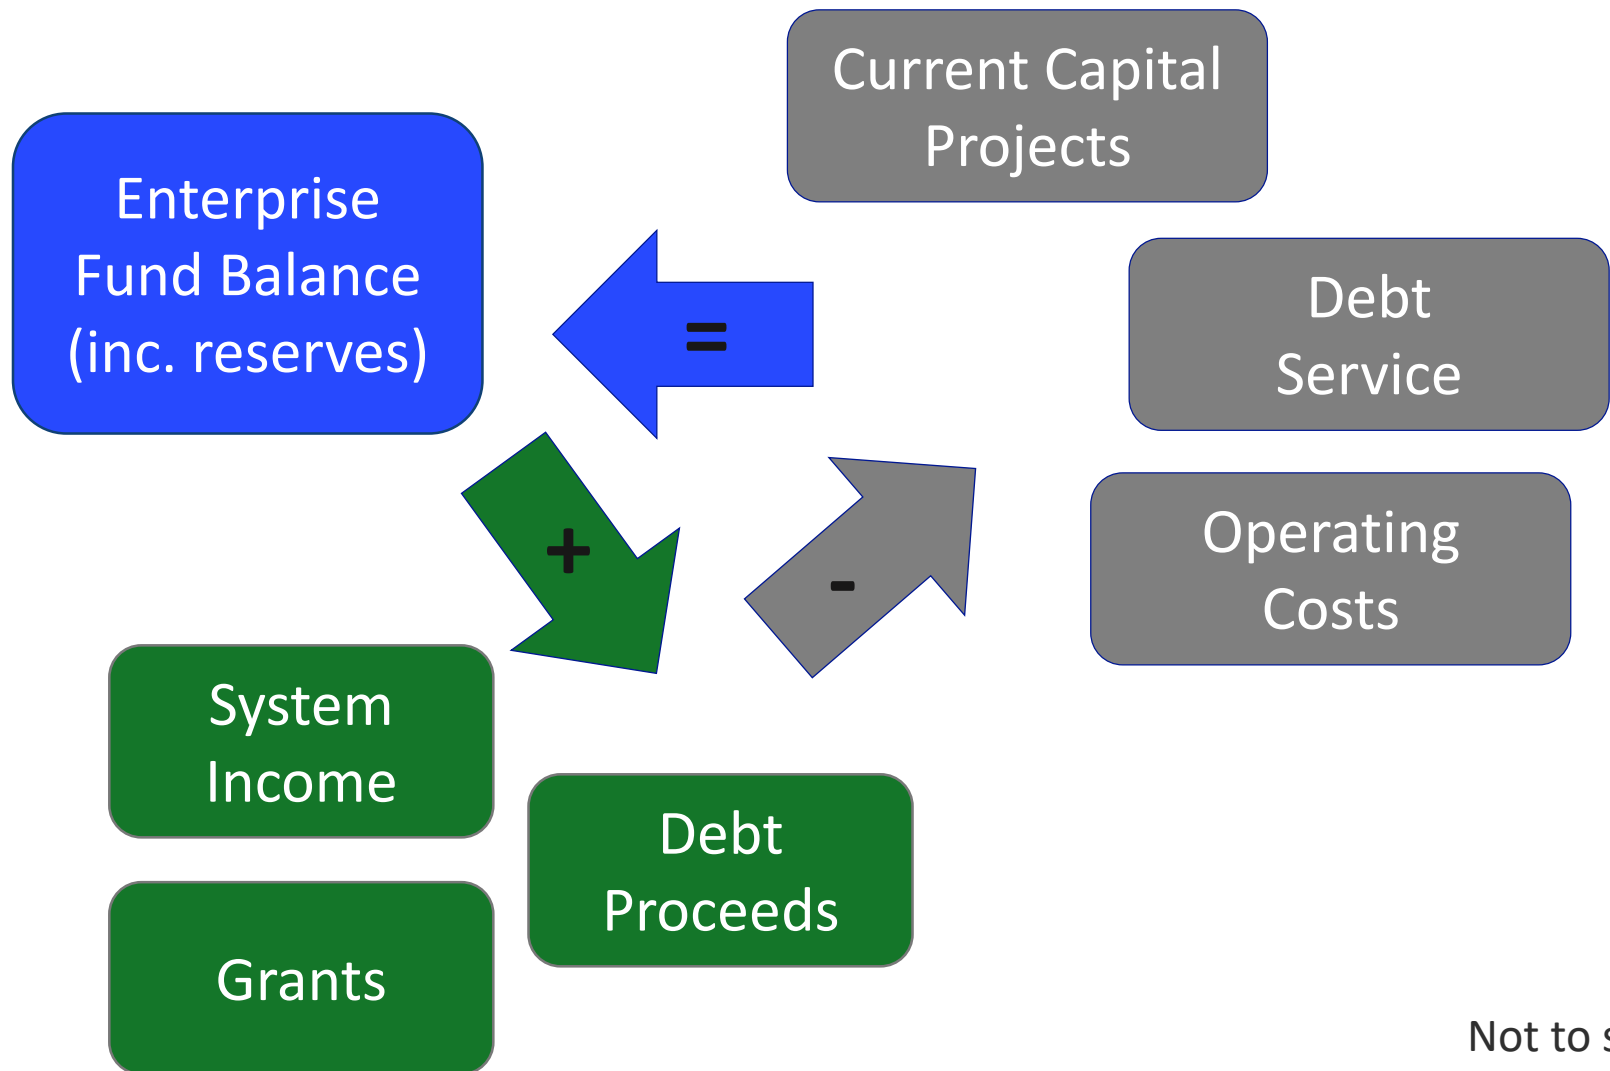 Current Capital
Projects
Enterprise
Fund Balance
(inc. reserves)
=
Debt
Service
+
-
Operating
Costs
System
Income
Debt
Proceeds
Grants
Not to